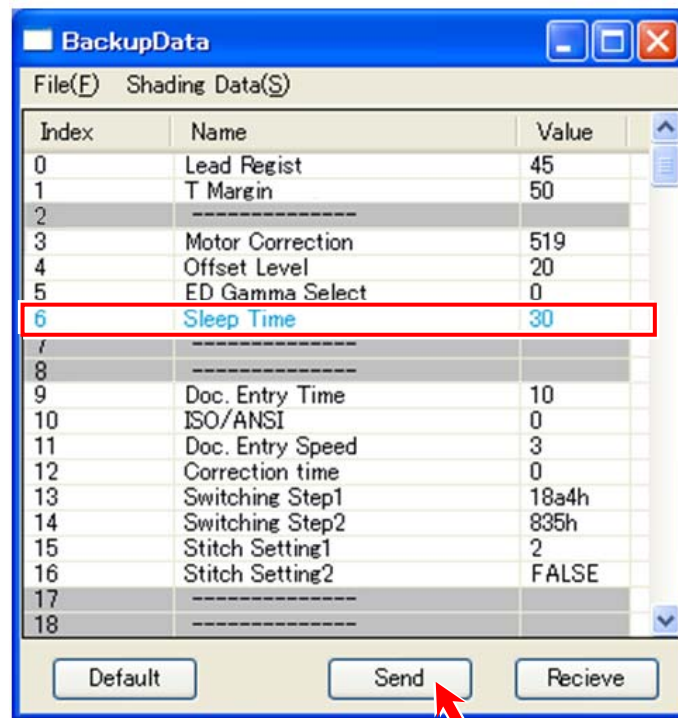 BackupData
File(F) Shading Data(S)
Index Name Value
0 Lead Regist 45
1 T Margin 50
2 --------------
3 Motor Correction 519
4 Offset Level 20
5 ED Gamma Select 0
6 Sleep Time 30
7 --------------
8 --------------
9 Doc. Entry Time 10
10 ISO/ANSI 0
11 Doc. Entry Speed 3
12 Correction time 0
13 Switching Step1 18a4h
14 Switching Step2 835h
15 Stitch Setting1 2
16 Stitch Setting2 FALSE
17 --------------
18 --------------
Default Send Recieve